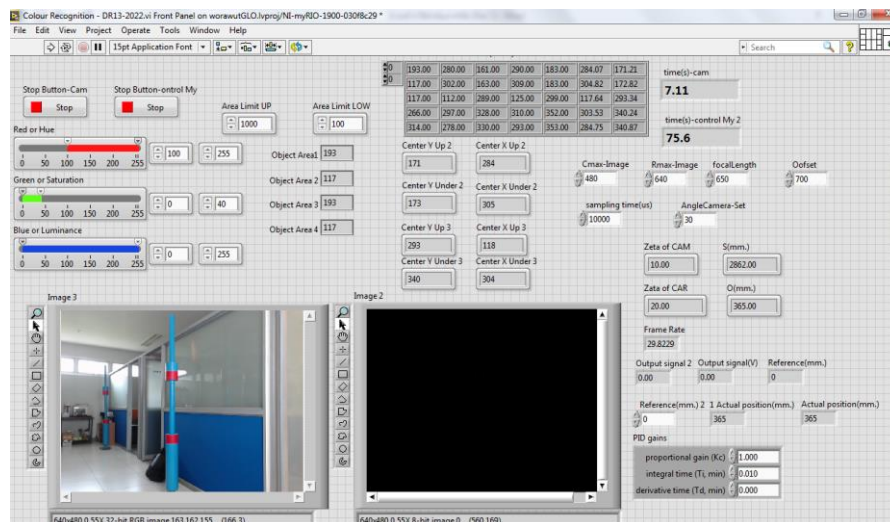 Colour Recognition - DR13-2022.vi Front Panel on worawutGLO.lvproj/NI-myRIO-1900-030f8c29 *
File Edit View Project Operate Tools Window Help
15pt Application Font
Search
0 193.00 280.00 161.00 290.00 183.00 284.07 171.21
0 117.00 302.00 163.00 309.00 183.00 304.82 172.82
117.00 112.00 289.00 125.00 299.00 117.64 293.34
266.00 297.00 328.00 310.00 352.00 303.53 340.24
314.00 278.00 330.00 293.00 353.00 284.75 340.87
time(s)-cam
7.11
time(s)-control My 2
75.6
Stop Button-Cam Stop Button-ontrol My
Stop Stop
Area Limit UP Area Limit LOW
1000 100
Red or Hue
0 50 100 150 200 255
100 255
Green or Saturation
0 50 100 150 200 255
0 40
Blue or Luminance
0 50 100 150 200 255
0 255
Object Area1 193
Object Area 2 117
Object Area 3 193
Object Area 4 117
Center Y Up 2 Center X Up 2
171 284
Center Y Under 2 Center X Under 2
173 305
Center Y Up 3 Center X Up 3
293 118
Center Y Under 3 Center X Under 3
340 304
Cmax-Image Rmax-Image focalLength Oofset
480 640 650 700
sampling time(us) AngleCamera-Set
10000 30
Zeta of CAM S(mm.)
10.00 2862.00
Zeta of CAR O(mm.)
20.00 365.00
Frame Rate
29.8229
Output signal 2 Output signal(V) Reference(mm.)
0.00 0.00 0
Reference(mm.) 2 1 Actual position(mm.) Actual position(mm.)
0 365 365
PID gains
proportional gain (Kc) 1.000
integral time (Ti, min) 0.010
derivative time (Td, min) 0.000
Image 3
Image 2
640x480 0.55X 32-bit RGB image 163,162,155 (166,3)
640x480 0.55X 8-bit image 0 (560,169)